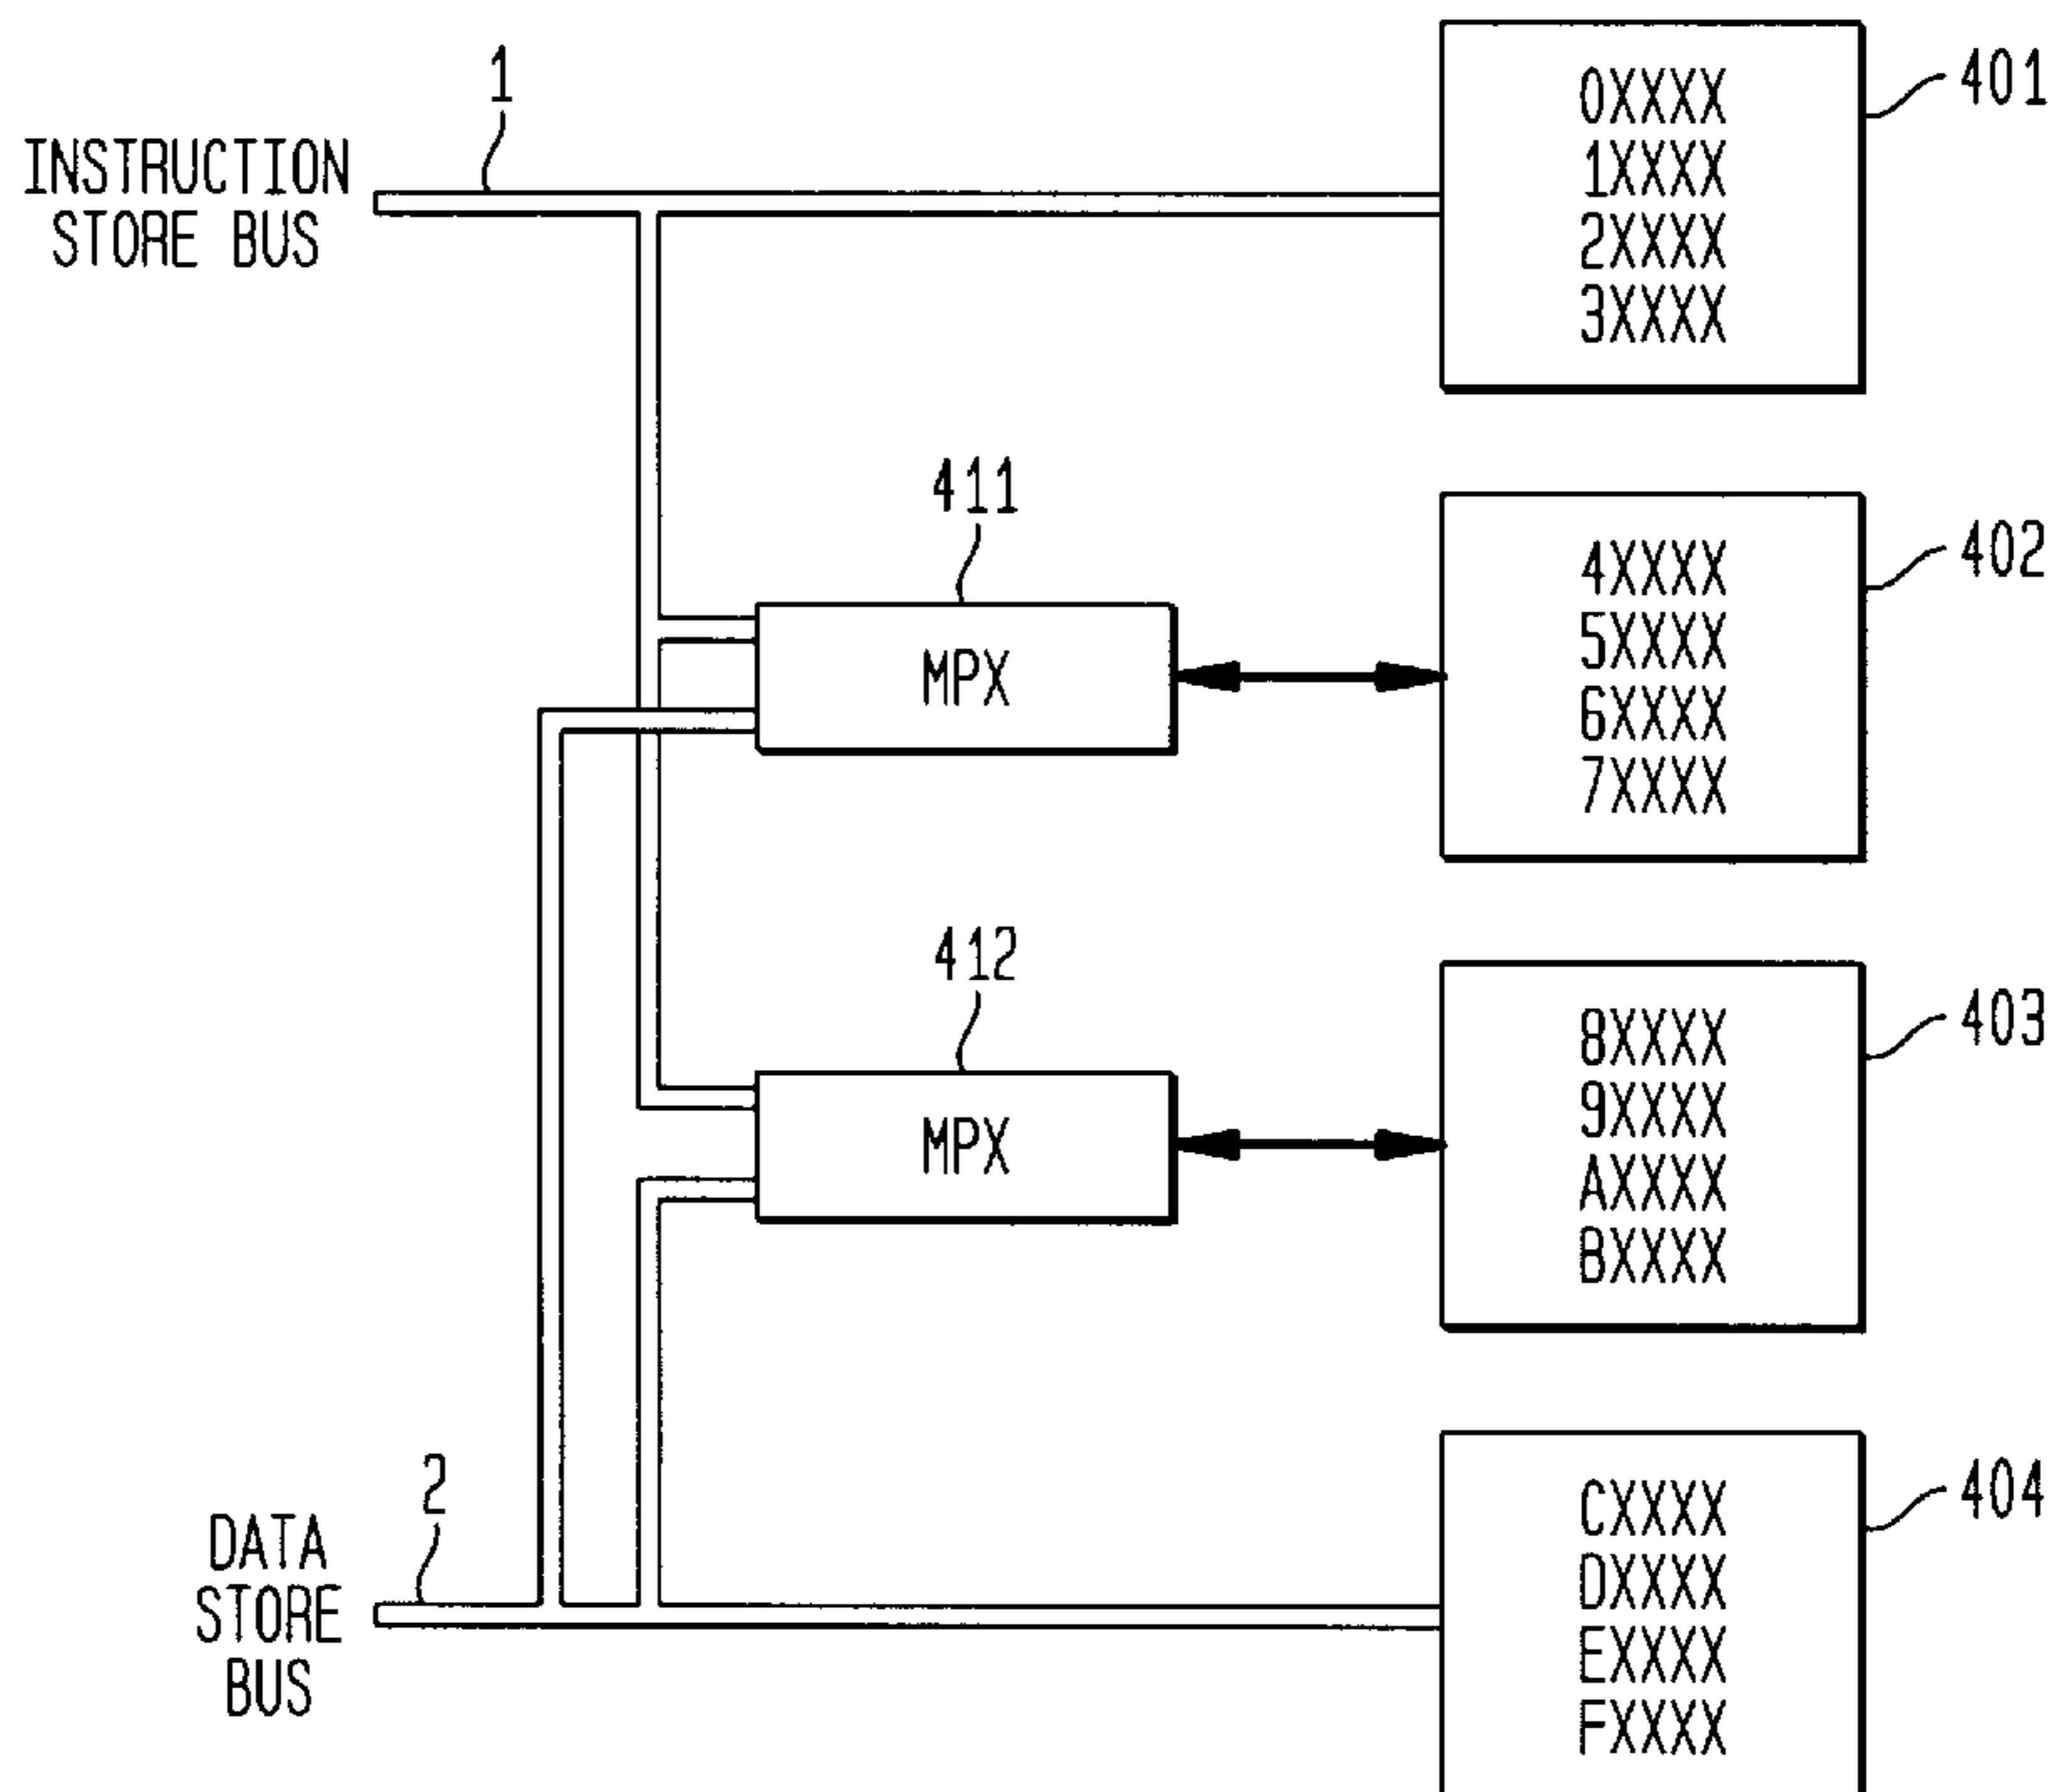 1
INSTRUCTION
STORE BUS
0XXXX
1XXXX
2XXXX
3XXXX
401
411
MPX
4XXXX
5XXXX
6XXXX
7XXXX
402
412
MPX
8XXXX
9XXXX
AXXXX
BXXXX
403
2
DATA
STORE
BUS
CXXXX
DXXXX
EXXXX
FXXXX
404